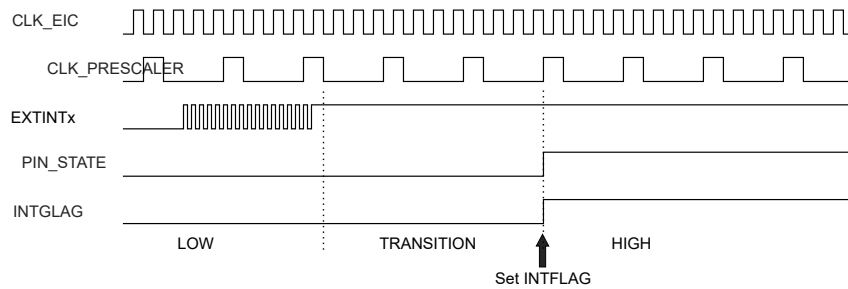 CLK_EIC
CLK_PRESCALER
EXTINTx
PIN_STATE
INTGLAG
LOW TRANSITION HIGH
Set INTFLAG